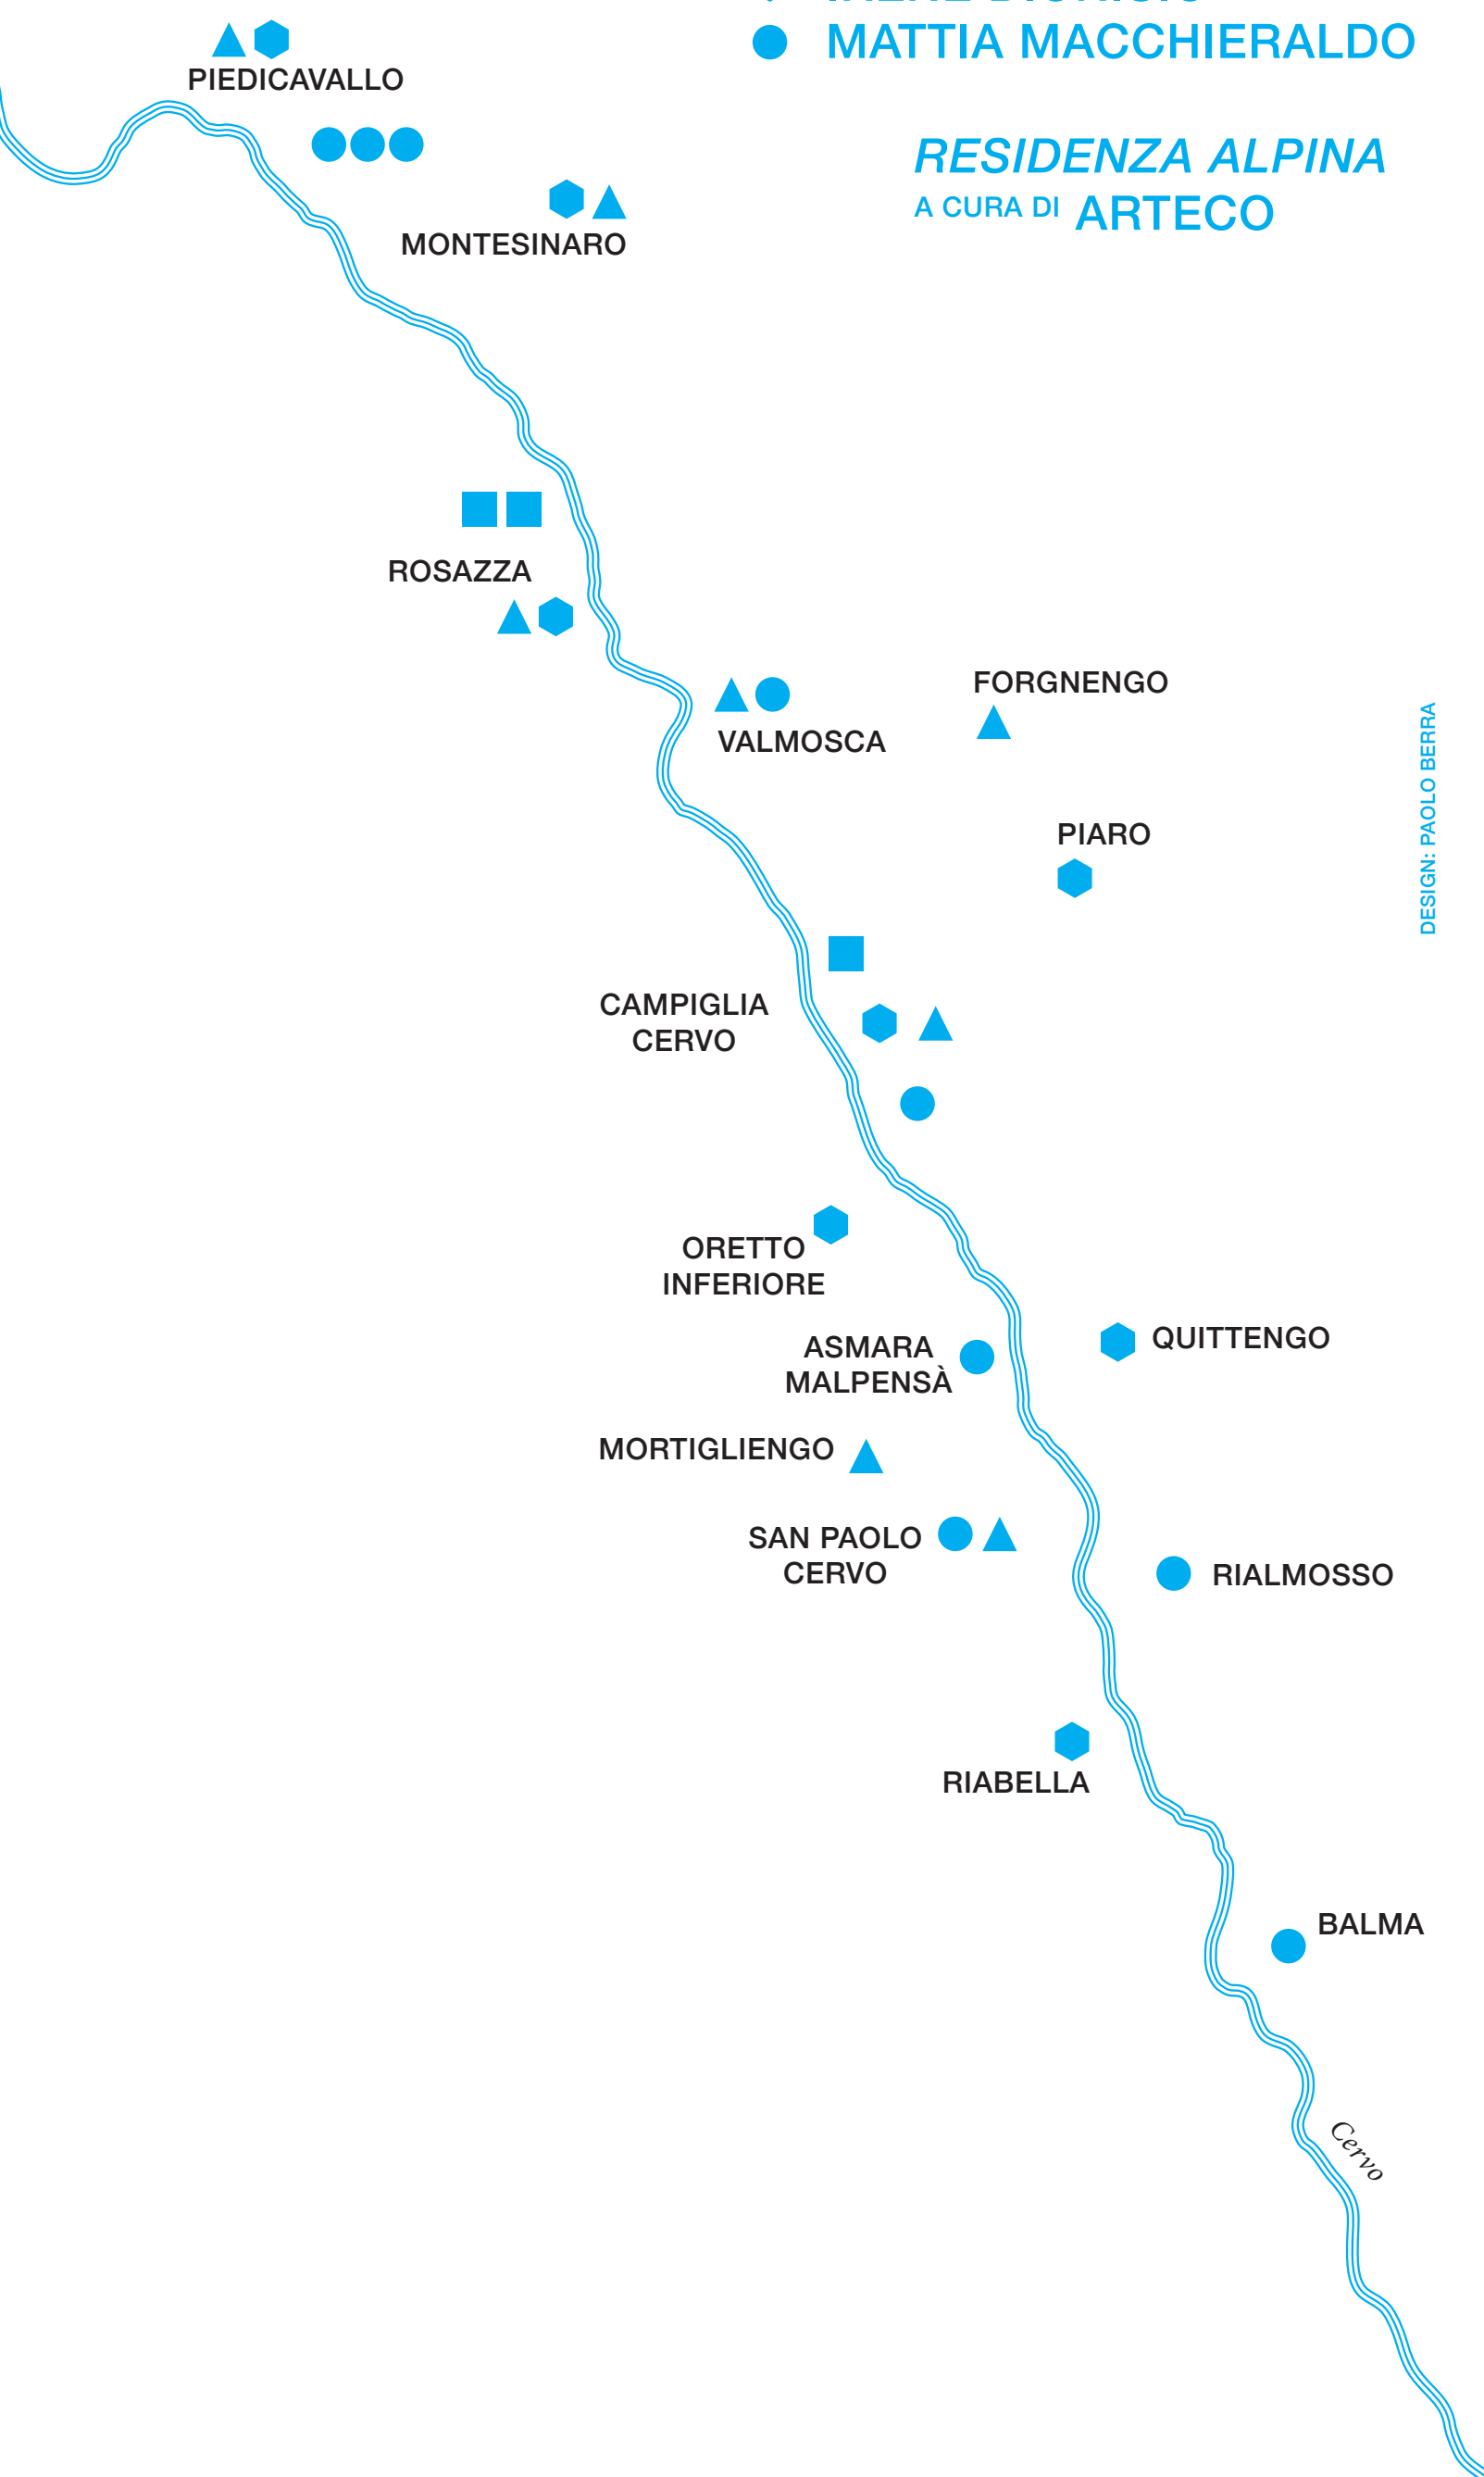 MATTIA MACCHIERALDO
PIEDICAVALLO
RESIDENZA ALPINA
A CURA DI ARTECO
MONTESINARO
ROSAZZA
FORGNENGO
VALMOSCA
DESIGN: PAOLO BERRA
PIARO
CAMPIGLIA
CERVO
ORETTO
INFERIORE
QUITTENGO
ASMARA
MALPENSÀ
MORTIGLIENGO
SAN PAOLO
CERVO
RIALMOSSO
RIABELLA
BALMA
Cervo